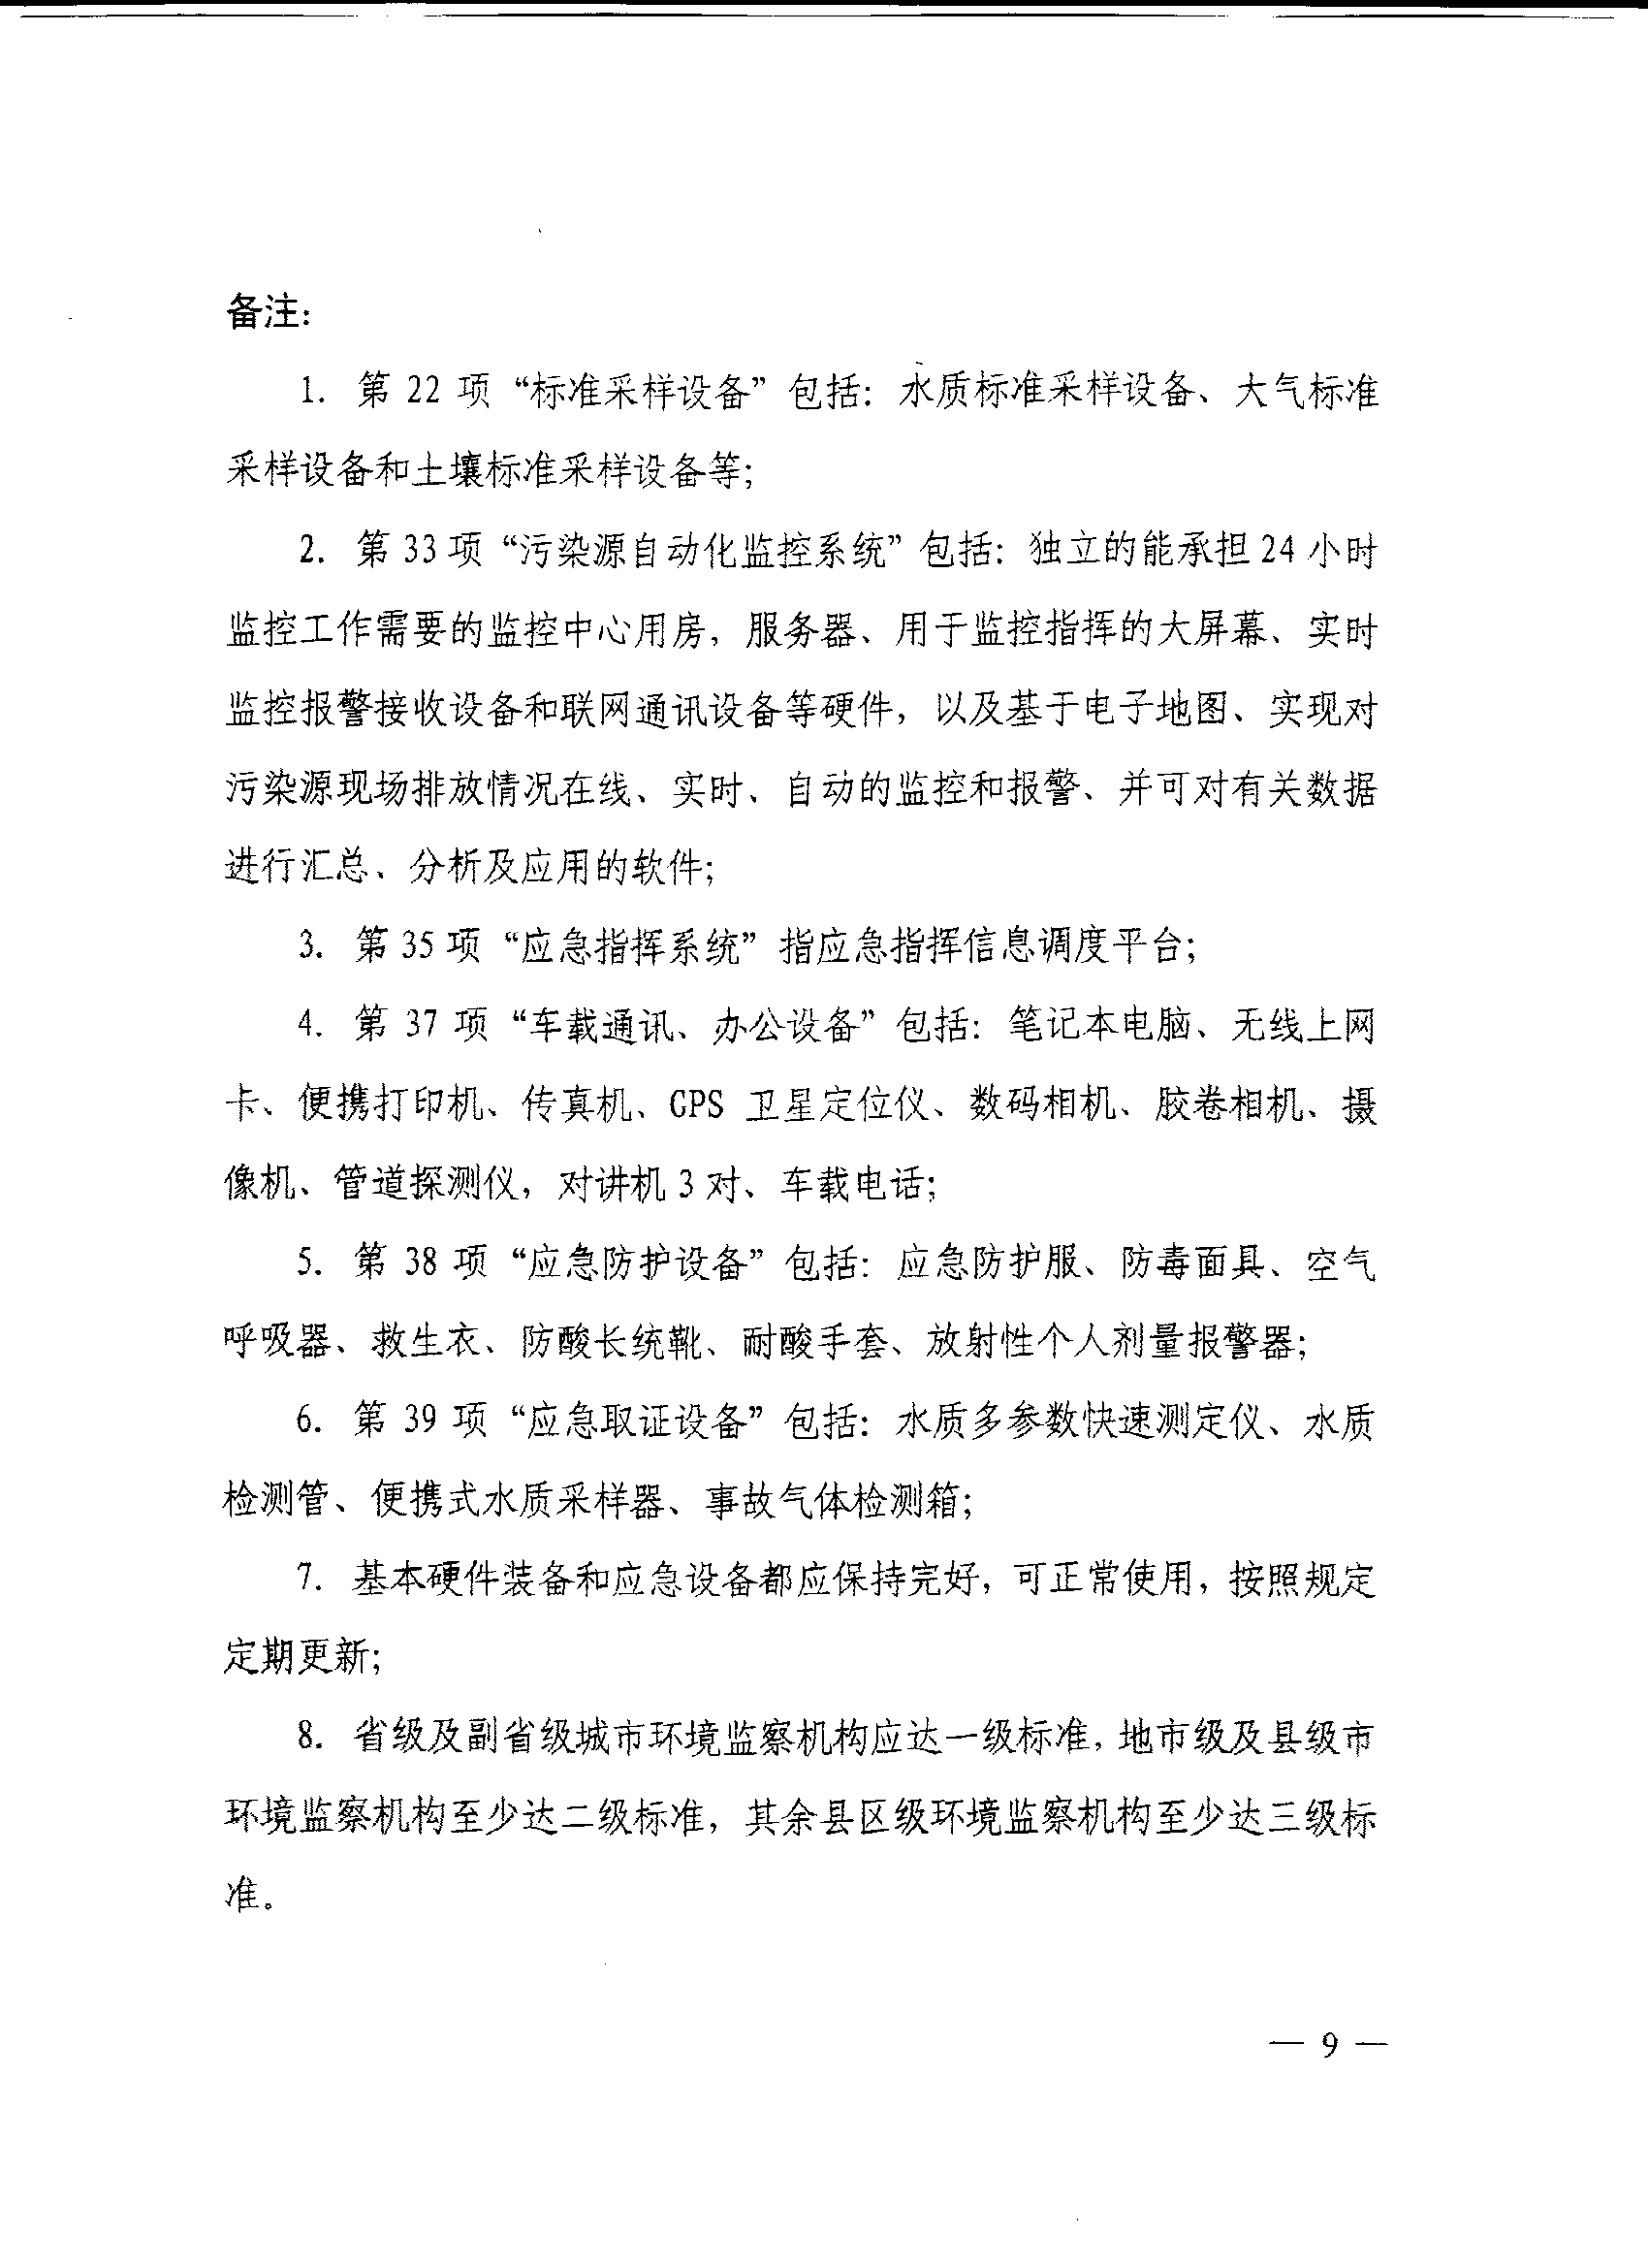 备注：
1. 第 22 项“标准采样设备”包括：水质标准采样设备、大气标准
采样设备和土壤标准采样设备等；
2. 第 33 项“污染源自动化监控系统”包括：独立的能承担 24 小时
监控工作需要的监控中心用房，服务器、用于监控指挥的大屏幕、实时
监控报警接收设备和联网通讯设备等硬件，以及基于电子地图、实现对
污染源现场排放情况在线、实时、自动的监控和报警、并可对有关数据
进行汇总、分析及应用的软件；
3. 第 35 项“应急指挥系统”指应急指挥信息调度平台；
4. 第 37 项“车载通讯、办公设备”包括：笔记本电脑、无线上网
卡、便携打印机、传真机、GPS 卫星定位仪、数码相机、胶卷相机、摄
像机、管道探测仪，对讲机 3 对、车载电话；
5. 第 38 项“应急防护设备”包括：应急防护服、防毒面具、空气
呼吸器、救生衣、防酸长统靴、耐酸手套、放射性个人剂量报警器；
6. 第 39 项“应急取证设备”包括：水质多参数快速测定仪、水质
检测管、便携式水质采样器、事故气体检测箱；
7. 基本硬件装备和应急设备都应保持完好，可正常使用，按照规定
定期更新；
8. 省级及副省级城市环境监察机构应达一级标准，地市级及县级市
环境监察机构至少达二级标准，其余县区级环境监察机构至少达三级标
准。
— 9 —